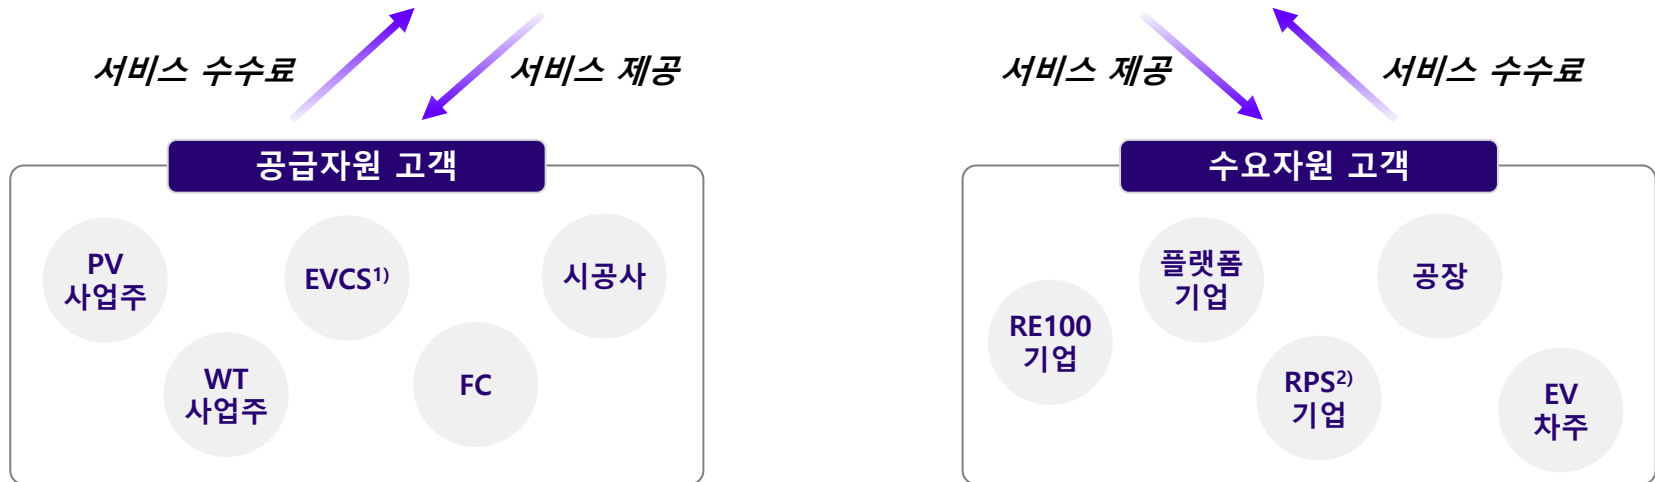 서비스 수수료
서비스 제공
서비스 제공
서비스 수수료
공급자원 고객
PV
사업주
EVCS1)
시공사
WT
사업주
FC
수요자원 고객
RE100
기업
플랫폼
기업
공장
RPS2)
기업
EV
차주